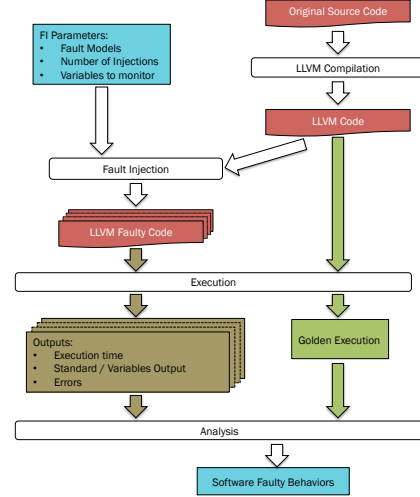 Original Source Code
FI Parameters:
• Fault Models
• Number of Injections
• Variables to monitor
LLVM Compilation
LLVM Code
Fault Injection
LLVM Faulty Code
Execution
Outputs:
• Execution time
• Standard / Variables Output
• Errors
Golden Execution
Analysis
Software Faulty Behaviors